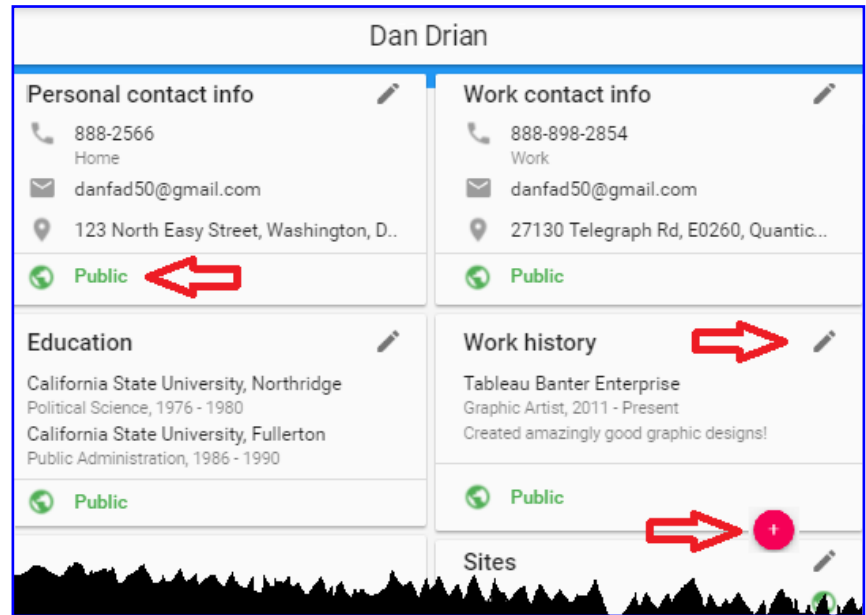 Dan Drian
Personal contact info
888-2566
Home
danfad50@gmail.com
123 North Easy Street, Washington, D..
Public
Work contact info
888-898-2854
Work
danfad50@gmail.com
27130 Telegraph Rd, E0260, Quantic...
Public
Education
California State University, Northridge
Political Science, 1976 - 1980
California State University, Fullerton
Public Administration, 1986 - 1990
Public
Work history
Tableau Banter Enterprise
Graphic Artist, 2011 - Present
Created amazingly good graphic designs!
Public
+
Sites